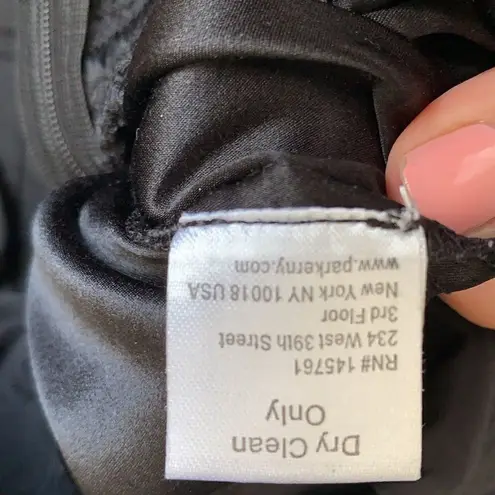 Dry Clean
Only
RN# 145761
234 West 39th Street
3rd Floor
New York NY 10018 USA
www.parkerny.com